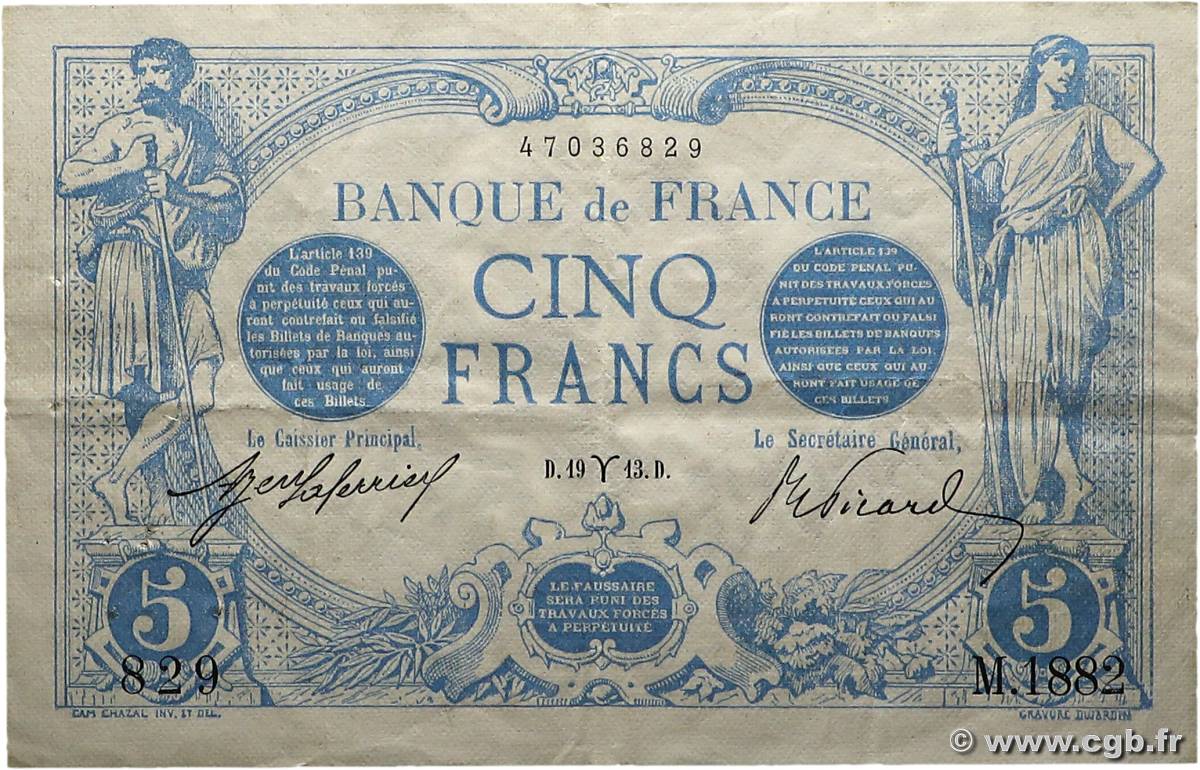 47036829
BANQUE de FRANCE
CINQ
FRANCS
L'article 139
du Code Pénal pu-
nit des travaux forcés
à perpétuité ceux qui au-
ront contrefait ou falsifié
les Billets de Banques au-
torisées par la loi, ainsi
que ceux qui auront
fait usage de
ces Billets.
L'ARTICLE 139
DU CODE PENAL PU-
NIT DES TRAVAUX FORCES
A PERPETUITE CEUX QUI AU
RONT CONTREFAIT OU FALSI
FIÉ LES BILLETS DE BANQUES
AUTORISÉES PAR LA LOI,
AINSI QUE CEUX QUI AU
RONT FAIT USAGE DE
CES BILLETS
Le Caissier Principal,
Le Secrétaire Général,
D. 19 ♈ 13. D.
Picard
5
5
LE FAUSSAIRE
SERA PUNI DES
TRAVAUX FORCÉS
A PERPÉTUITÉ
829
M.1882
CAM CHAZAL INV. ET DEL.
GRAVURE DUJARDIN
© www.cgb.fr